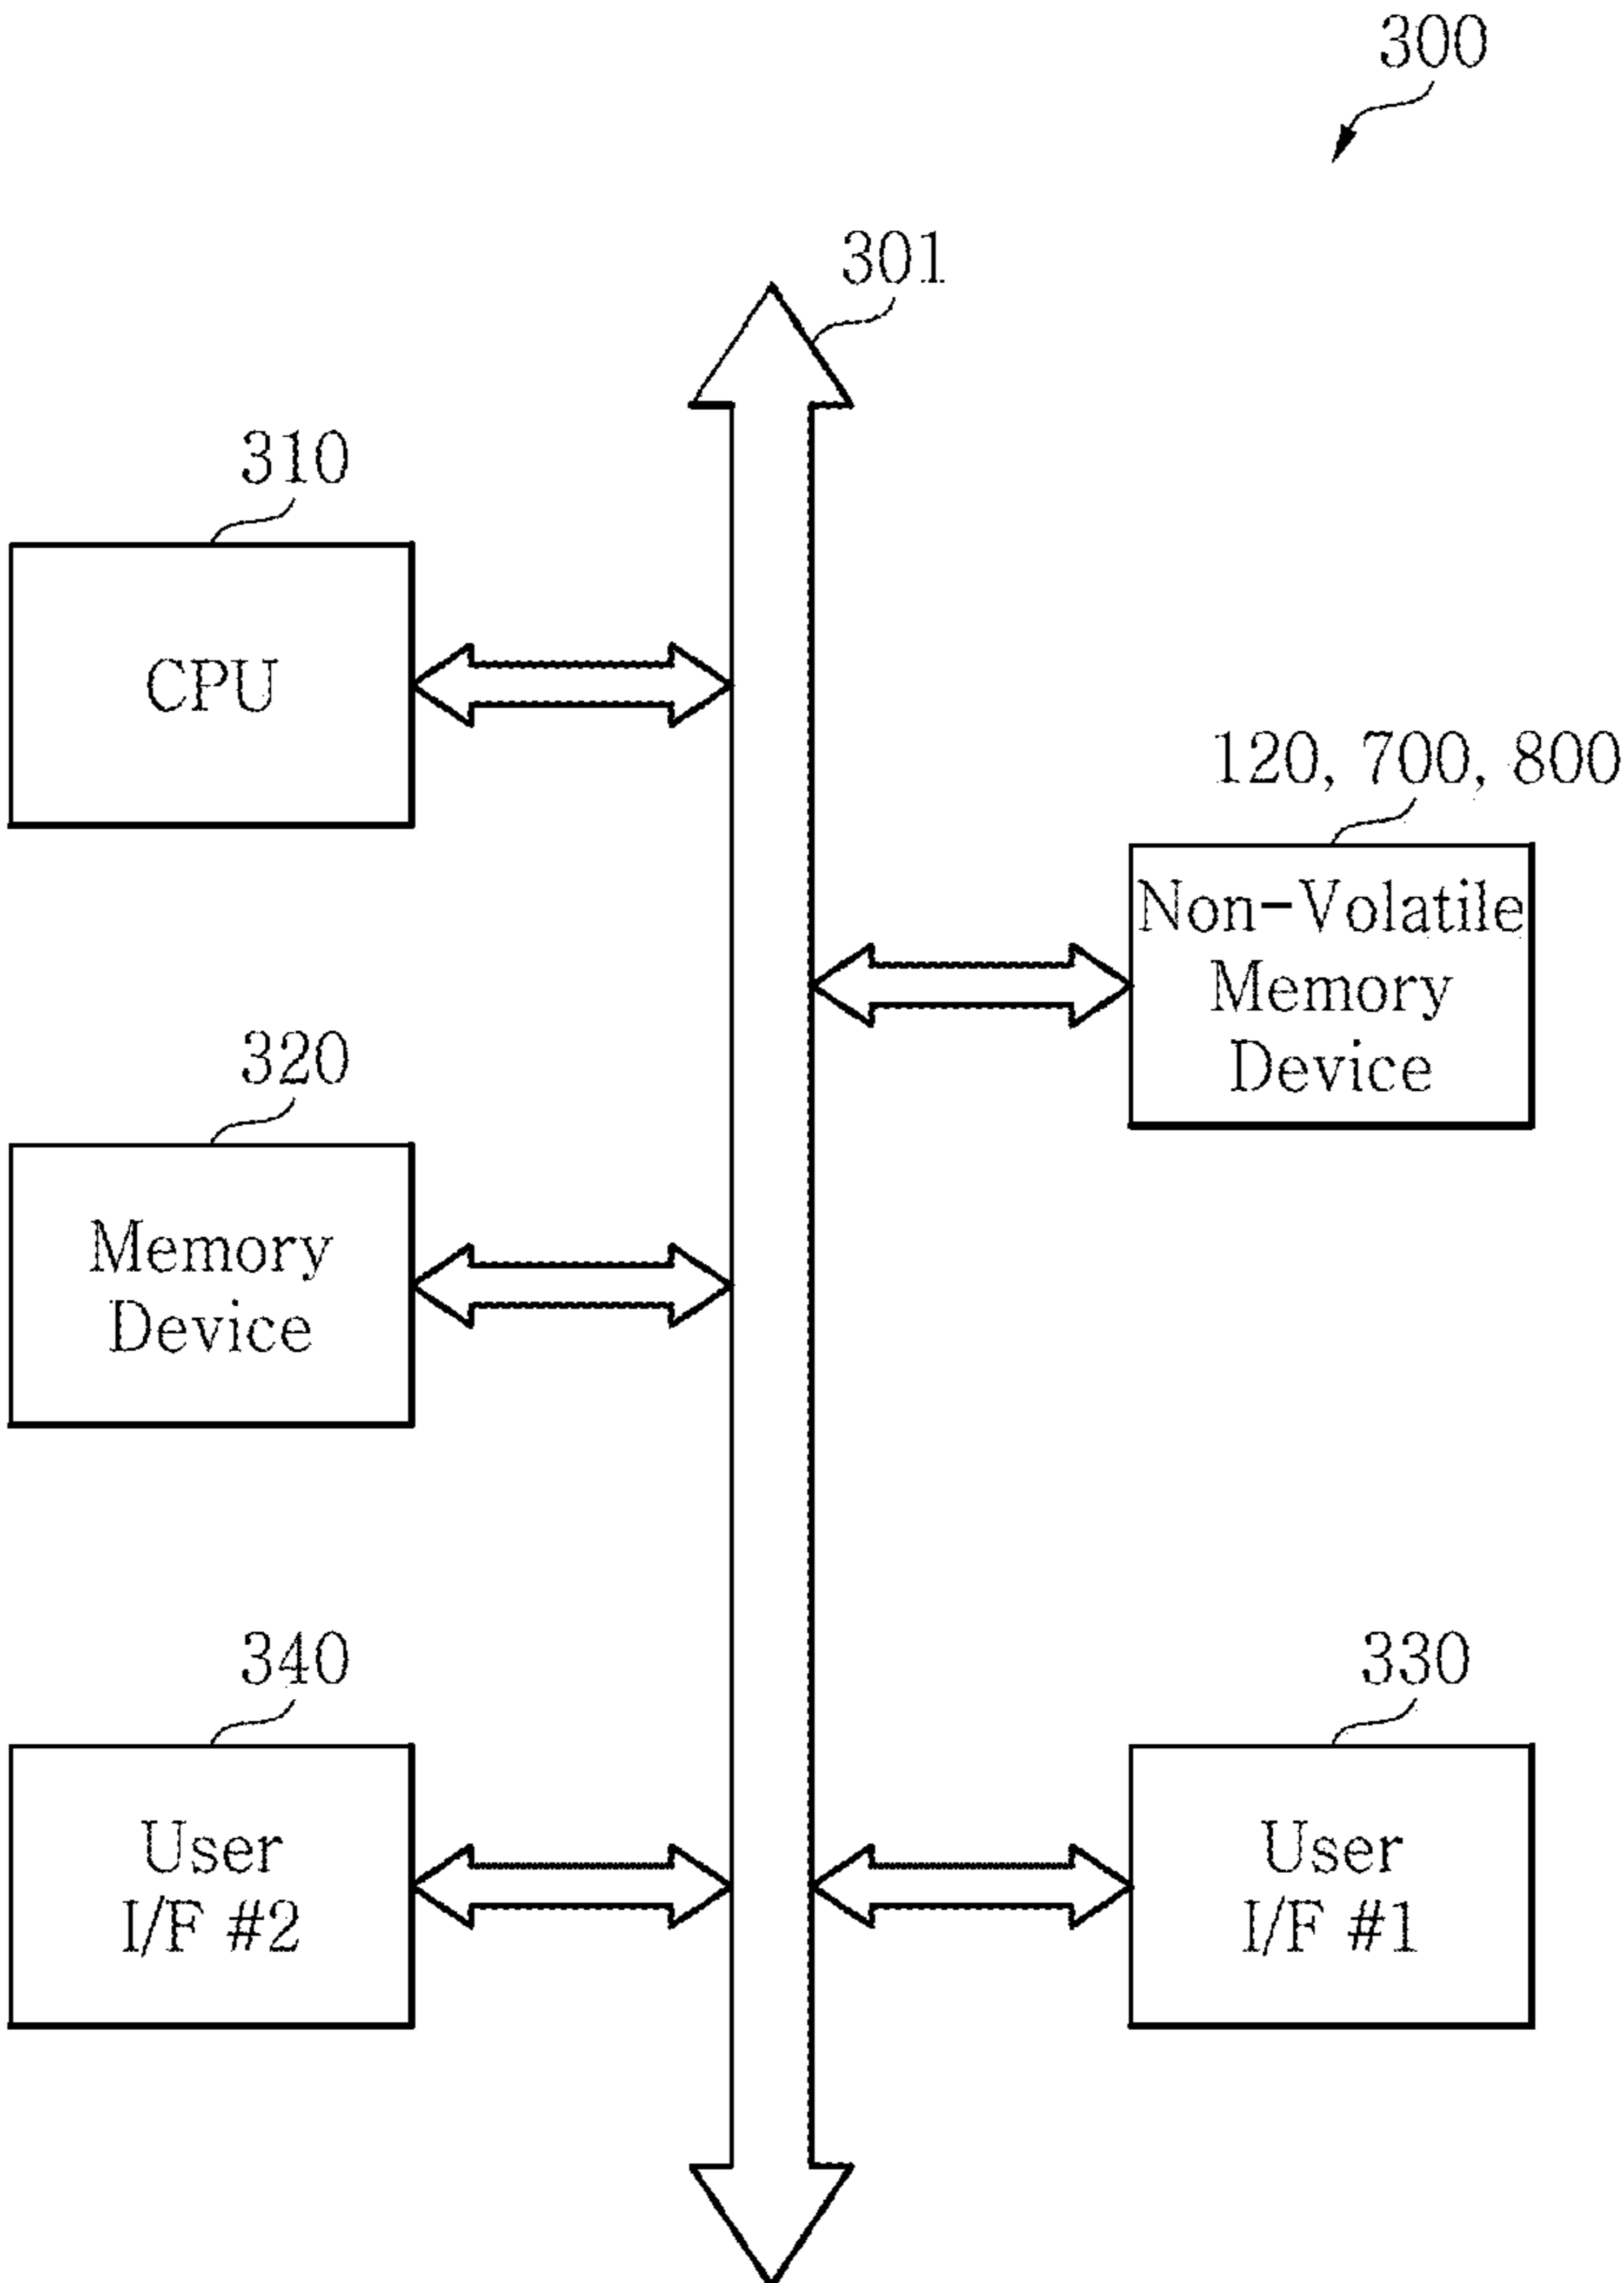 300
301
310
CPU
120, 700, 800
Non-Volatile
Memory
Device
320
Memory
Device
340
User
I/F #2
330
User
I/F #1